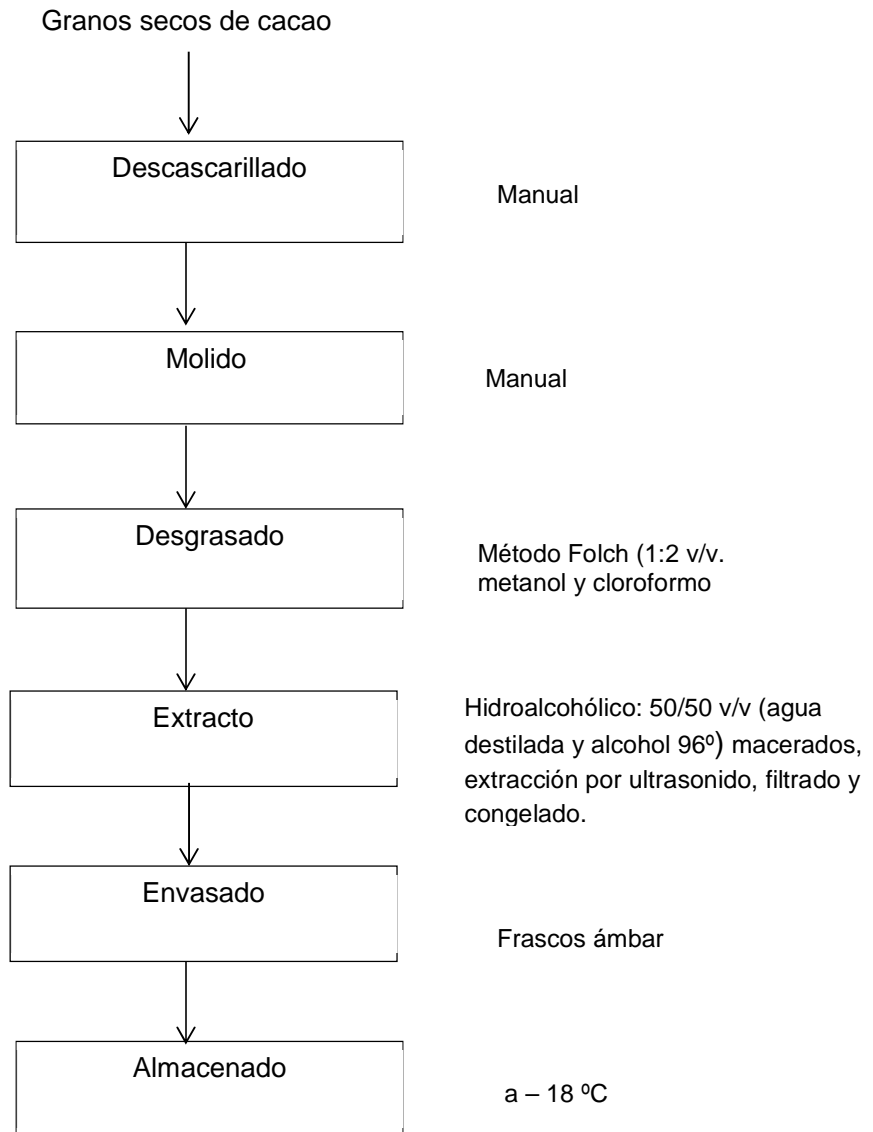 Granos secos de cacao
Descascarillado
Manual
Molido
Manual
Desgrasado
Método Folch (1:2 v/v.
metanol y cloroformo
Extracto
Hidroalcohólico: 50/50 v/v (agua
destilada y alcohol 96º) macerados,
extracción por ultrasonido, filtrado y
congelado.
Envasado
Frascos ámbar
Almacenado
a – 18 ºC